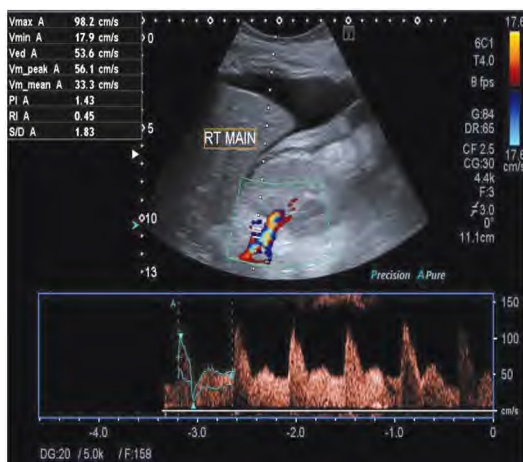 Vmax A 98.2 cm/s
Vmin A 17.9 cm/s
Ved A 53.6 cm/s
Vm_peak A 56.1 cm/s
Vm_mean A 33.3 cm/s
PI A 1.43
RI A 0.45
S/D A 1.83
0
5
10
13
T
RT MAIN
17.6
6C1
T4.0
8 fps
G:84
DR:65
17.6
cm/s
CF 2.5
CG:30
4.4k
F:3
3.0
0°
11.1cm
Precision APure
A
150
100
50
cm/s
-4.0 -3.0 -2.0 -1.0 0
DG:20 /5.0k /F:158